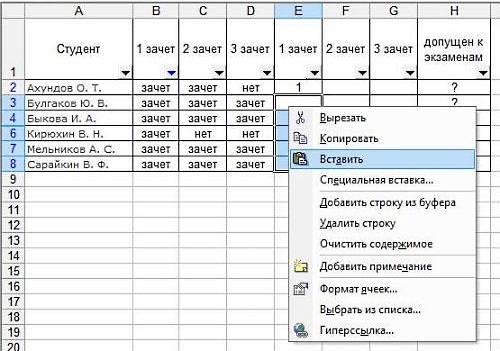 A B C D E F G H
1 Студент 1 зачет 2 зачет 3 зачет 1 зачет 2 зачет 3 зачет допущен к экзаменам
2 Ахундов О. Т. зачет зачет нет 1 ?
3 Булгаков Ю. В. зачет зачет зачет ?
4 Быкова И. А. зачет зачет зачет
6 Кирюхин В. Н. зачет нет нет
7 Мельников А. С. зачет зачет зачет
8 Сарайкин В. Ф. зачет зачет зачет
9
10
11
12
13
14
15
16
17
18
19
20
Вырезать
Копировать
Вставить
Специальная вставка...
Добавить строку из буфера
Удалить строку
Очистить содержимое
Добавить примечание
Формат ячеек...
Выбрать из списка...
Гиперссылка...